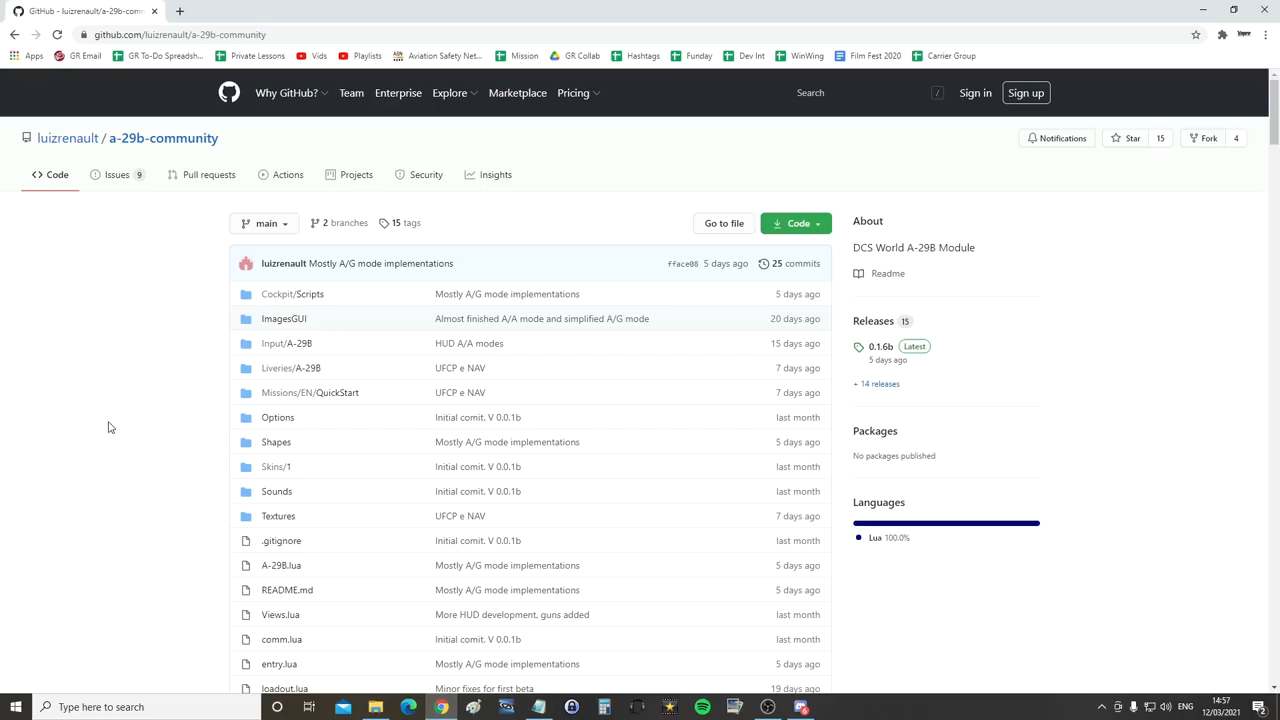 GitHub - luizrenault/a-29b-comm
github.com/luizrenault/a-29b-community
Apps GR Email GR To-Do Spreadsh... Private Lessons Vids Playlists Aviation Safety Net... Mission GR Collab Hashtags Funday Dev Int WinWing Film Fest 2020 Carrier Group
Why GitHub? Team Enterprise Explore Marketplace Pricing Search / Sign in Sign up
luizrenault / a-29b-community Notifications Star 15 Fork 4
Code Issues 9 Pull requests Actions Projects Security Insights
main 2 branches 15 tags Go to file Code
luizrenault Mostly A/G mode implementations fface08 5 days ago 25 commits
Cockpit/Scripts Mostly A/G mode implementations 5 days ago
ImagesGUI Almost finished A/A mode and simplified A/G mode 20 days ago
Input/A-29B HUD A/A modes 15 days ago
Liveries/A-29B UFCP e NAV 7 days ago
Missions/EN/QuickStart UFCP e NAV 7 days ago
Options Initial comit. V 0.0.1b last month
Shapes Mostly A/G mode implementations 5 days ago
Skins/1 Initial comit. V 0.0.1b last month
Sounds Initial comit. V 0.0.1b last month
Textures UFCP e NAV 7 days ago
.gitignore Initial comit. V 0.0.1b last month
A-29B.lua Mostly A/G mode implementations 5 days ago
README.md Mostly A/G mode implementations 5 days ago
Views.lua More HUD development, guns added last month
comm.lua Initial comit. V 0.0.1b last month
entry.lua Mostly A/G mode implementations 5 days ago
loadout.lua Minor fixes for first beta 19 days ago
About
DCS World A-29B Module
Readme
Releases 15
0.1.6b Latest
5 days ago
+ 14 releases
Packages
No packages published
Languages
Lua 100.0%
Type here to search
ENG
14:57
12/03/2021
2